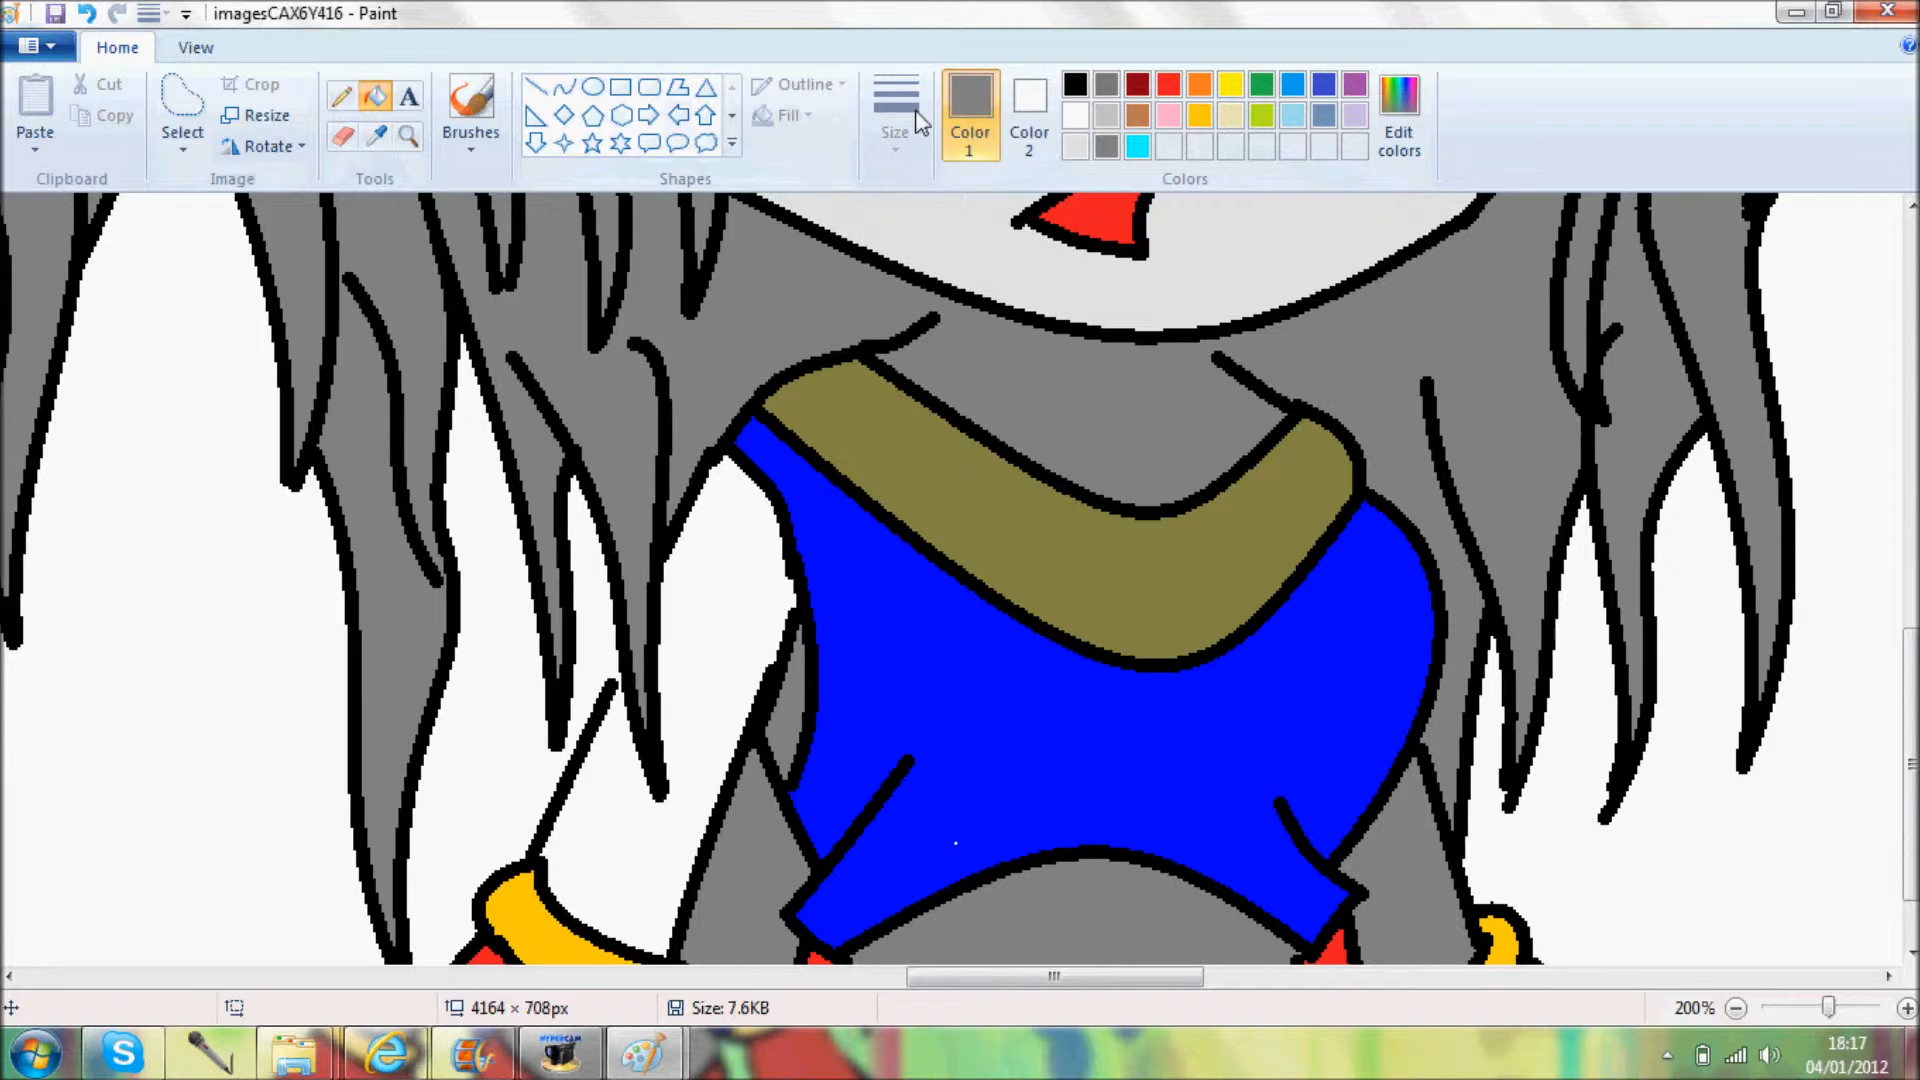 imagesCAX6Y416 - Paint
Home View
Cut
Copy
Paste
Clipboard
Select
Crop
Resize
Rotate
Image
A
Tools
Brushes
Outline
Fill
Shapes
Size
Color
1
Color
2
Edit
colors
Colors
4164 × 708px
Size: 7.6KB
200%
HYPERCAM
18:17
04/01/2012